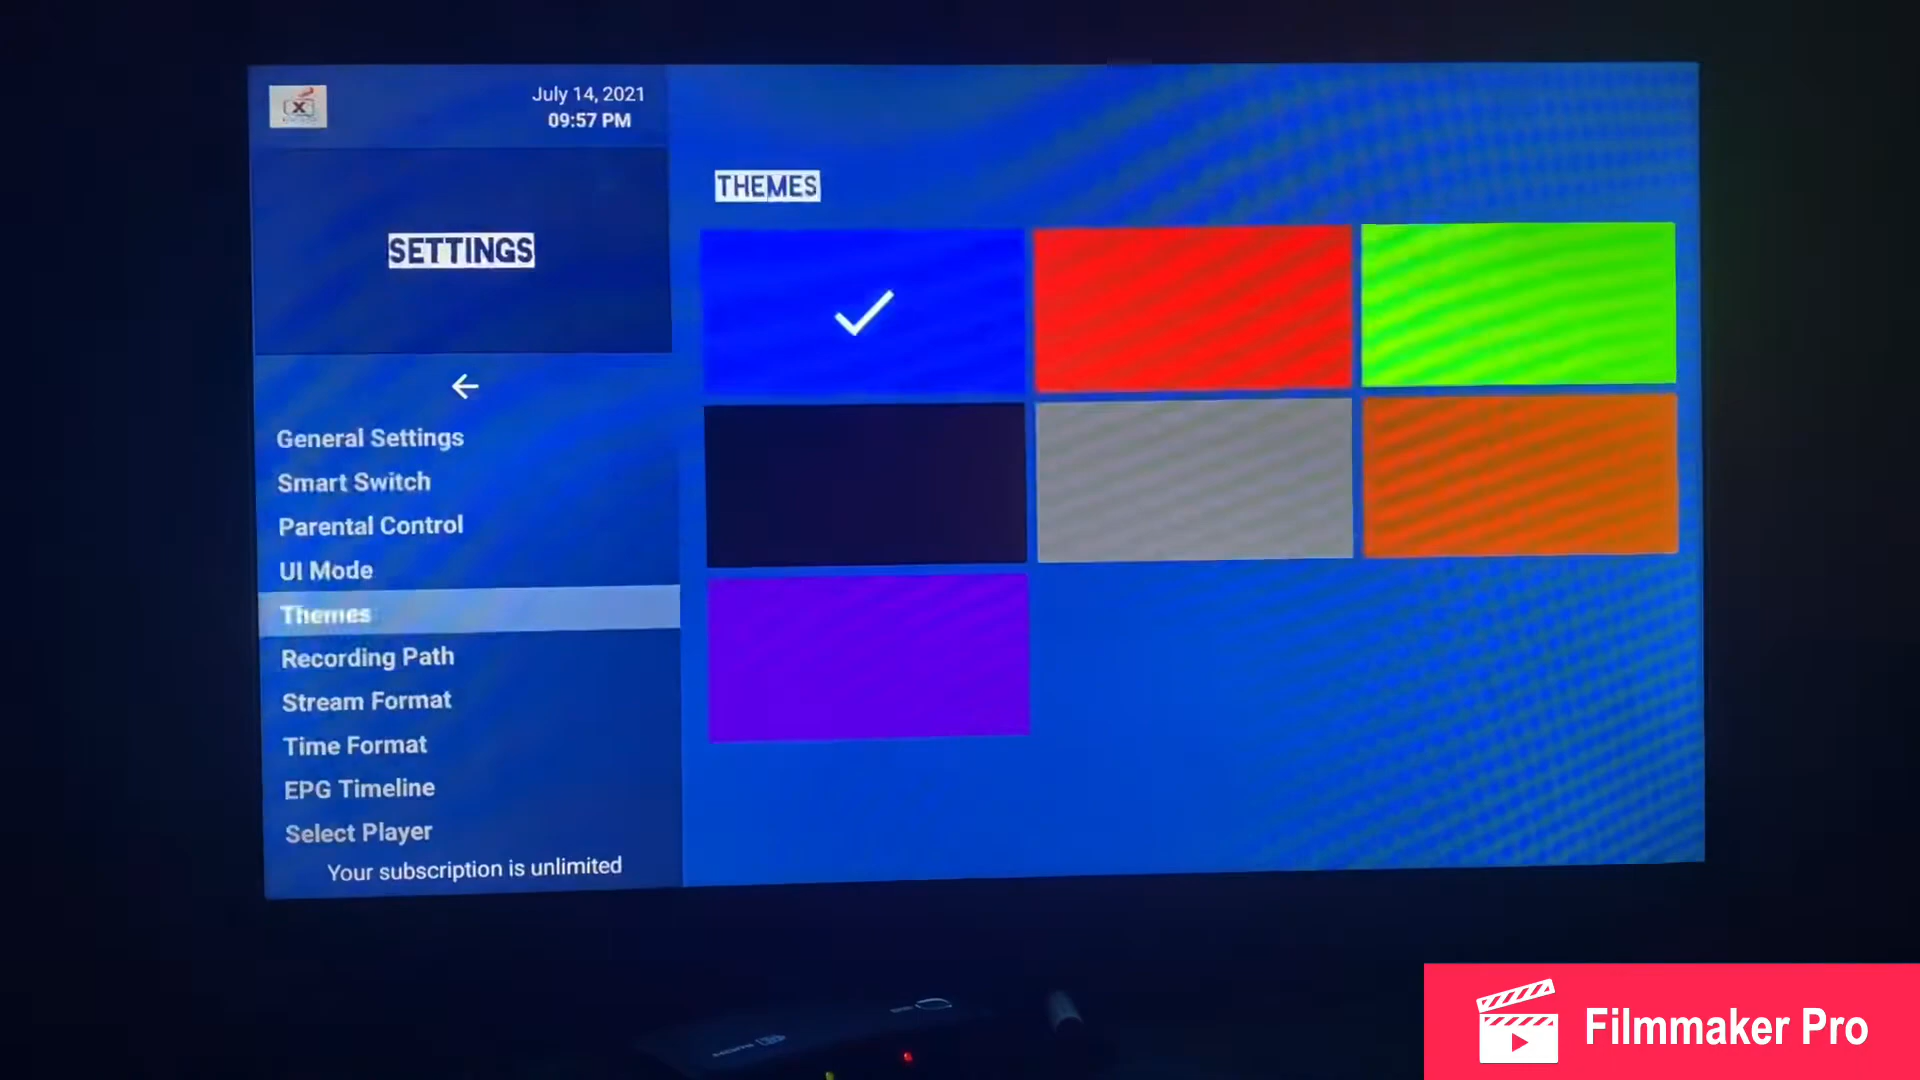 July 14, 2021
09:57 PM
SETTINGS
THEMES
General Settings
Smart Switch
Parental Control
UI Mode
Themes
Recording Path
Stream Format
Time Format
EPG Timeline
Select Player
Your subscription is unlimited
Filmmaker Pro